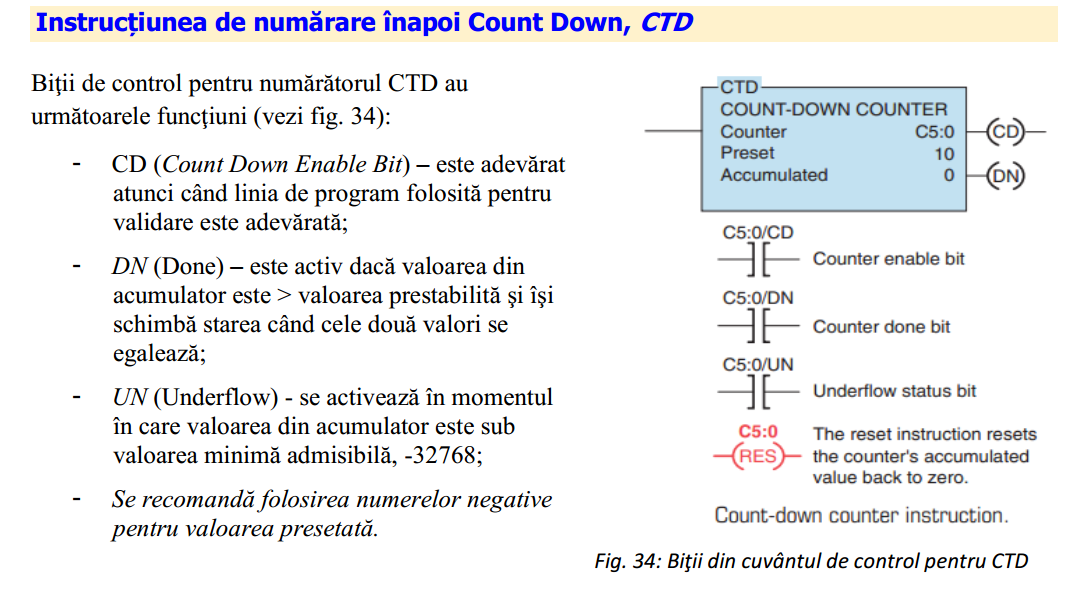 Instrucțiunea de numărare înapoi Count Down, CTD
Biţii de control pentru numărătorul CTD au
următoarele funcţiuni (vezi fig. 34):
- CD (Count Down Enable Bit) – este adevărat
atunci când linia de program folosită pentru
validare este adevărată;
- DN (Done) – este activ dacă valoarea din
acumulator este > valoarea prestabilită şi îşi
schimbă starea când cele două valori se
egalează;
- UN (Underflow) - se activează în momentul
în care valoarea din acumulator este sub
valoarea minimă admisibilă, -32768;
- Se recomandă folosirea numerelor negative
pentru valoarea presetată.
CTD
COUNT-DOWN COUNTER
Counter C5:0 CD
Preset 10
Accumulated 0 DN
C5:0/CD
Counter enable bit
C5:0/DN
Counter done bit
C5:0/UN
Underflow status bit
C5:0
RES
The reset instruction resets
the counter's accumulated
value back to zero.
Count-down counter instruction.
Fig. 34: Biţii din cuvântul de control pentru CTD